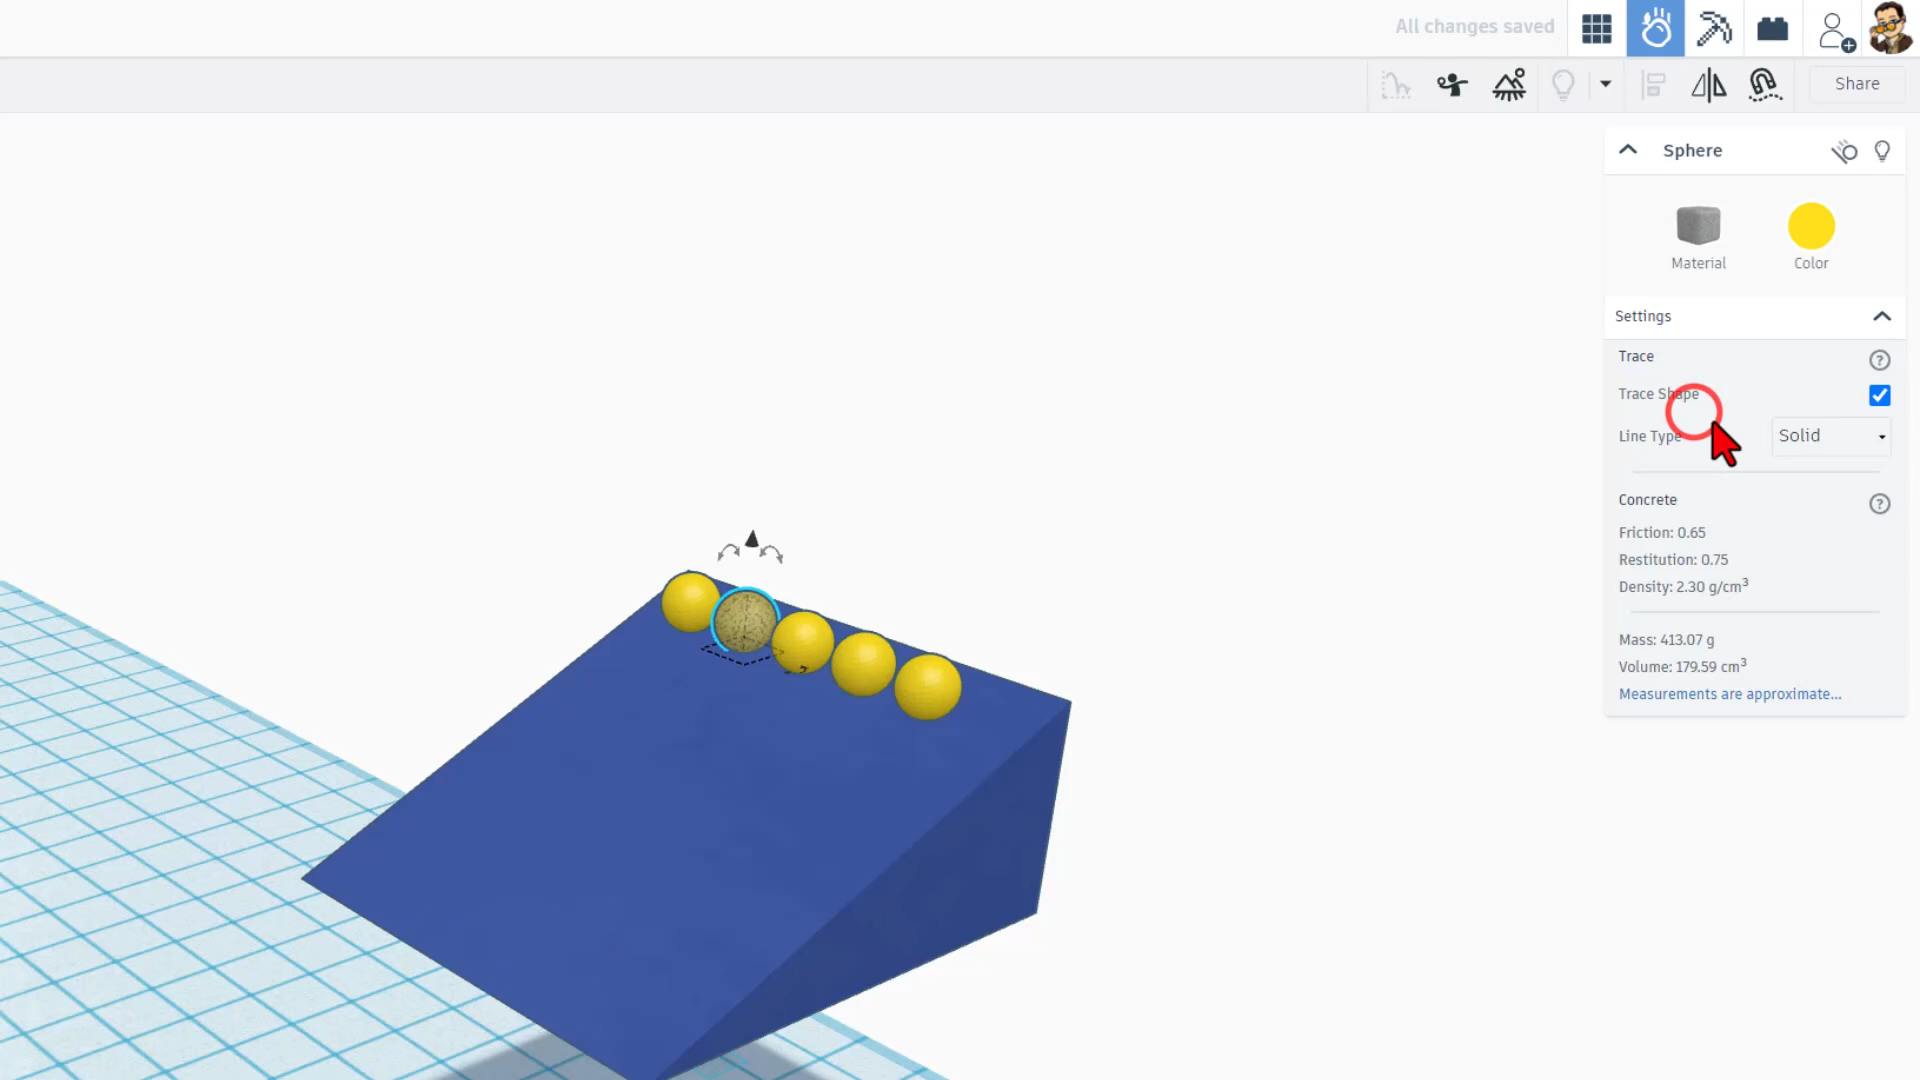 All changes saved
Share
Sphere
Material
Color
Settings
Trace
Trace Shape
Line Type
Solid
Concrete
Friction: 0.65
Restitution: 0.75
Density: 2.30 g/cm³
Mass: 413.07 g
Volume: 179.59 cm³
Measurements are approximate...